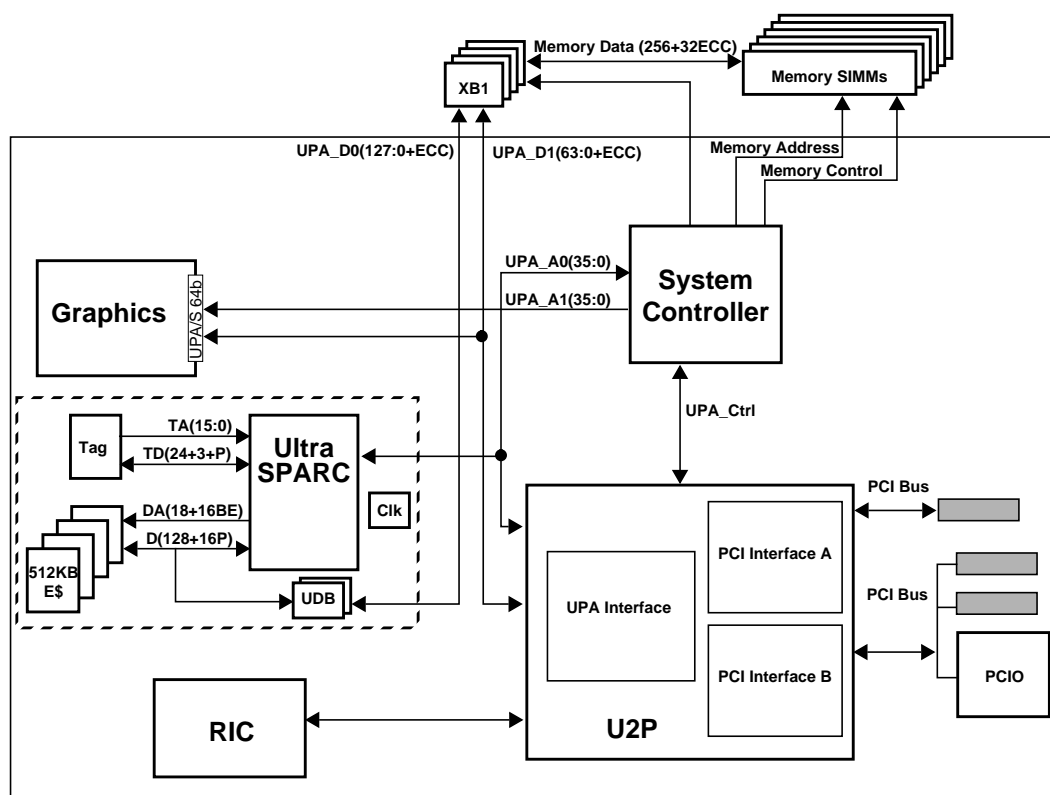 Memory Data (256+32ECC)
XB1
Memory SIMMs
UPA_D0(127:0+ECC)
UPA_D1(63:0+ECC)
Memory Address
Memory Control
UPA_A0(35:0)
System
Controller
UPA_A1(35:0)
Graphics
UPA/S 64b
UPA_Ctrl
Tag
TA(15:0)
TD(24+3+P)
Ultra
SPARC
DA(18+16BE)
D(128+16P)
Clk
512KB
E$
UDB
PCI Bus
PCI Interface A
UPA Interface
PCI Bus
PCI Interface B
PCIO
RIC
U2P